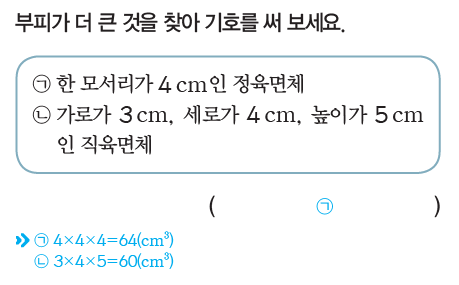 부피가 더 큰 것을 찾아 기호를 써 보세요.
㉠ 한 모서리가 4 cm인 정육면체
㉡ 가로가 3 cm, 세로가 4 cm, 높이가 5 cm
인 직육면체
( ㉠ )
㉠ 4×4×4=64(cm³)
㉡ 3×4×5=60(cm³)